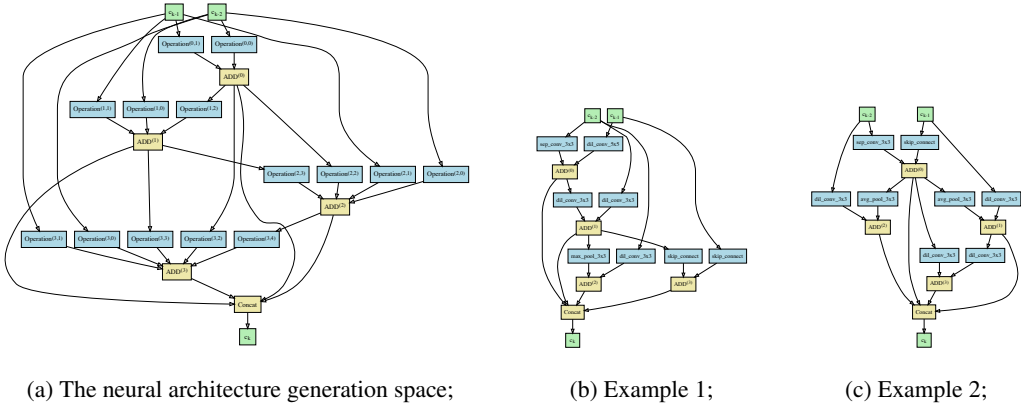 c_{k-1} c_{k-2}
Operation^{(0,1)} Operation^{(0,0)}
ADD^{(0)}
Operation^{(1,1)} Operation^{(1,0)} Operation^{(1,2)}
ADD^{(1)}
Operation^{(2,3)} Operation^{(2,2)} Operation^{(2,1)} Operation^{(2,0)}
ADD^{(2)}
Operation^{(3,1)} Operation^{(3,0)} Operation^{(3,3)} Operation^{(3,2)} Operation^{(3,4)}
ADD^{(3)}
Concat
c_k
(a) The neural architecture generation space;
c_{k-2} c_{k-1}
sep_conv_3x3 dil_conv_5x5
ADD^{(0)}
dil_conv_3x3 dil_conv_3x3
ADD^{(1)}
max_pool_3x3 dil_conv_3x3 skip_connect skip_connect
ADD^{(2)} ADD^{(3)}
Concat
c_k
(b) Example 1;
c_{k-2} c_{k-1}
sep_conv_3x3 skip_connect
ADD^{(0)}
dil_conv_3x3 avg_pool_3x3 avg_pool_3x3 dil_conv_3x3
ADD^{(2)} ADD^{(1)}
dil_conv_3x3 dil_conv_3x3
ADD^{(3)}
Concat
c_k
(c) Example 2;